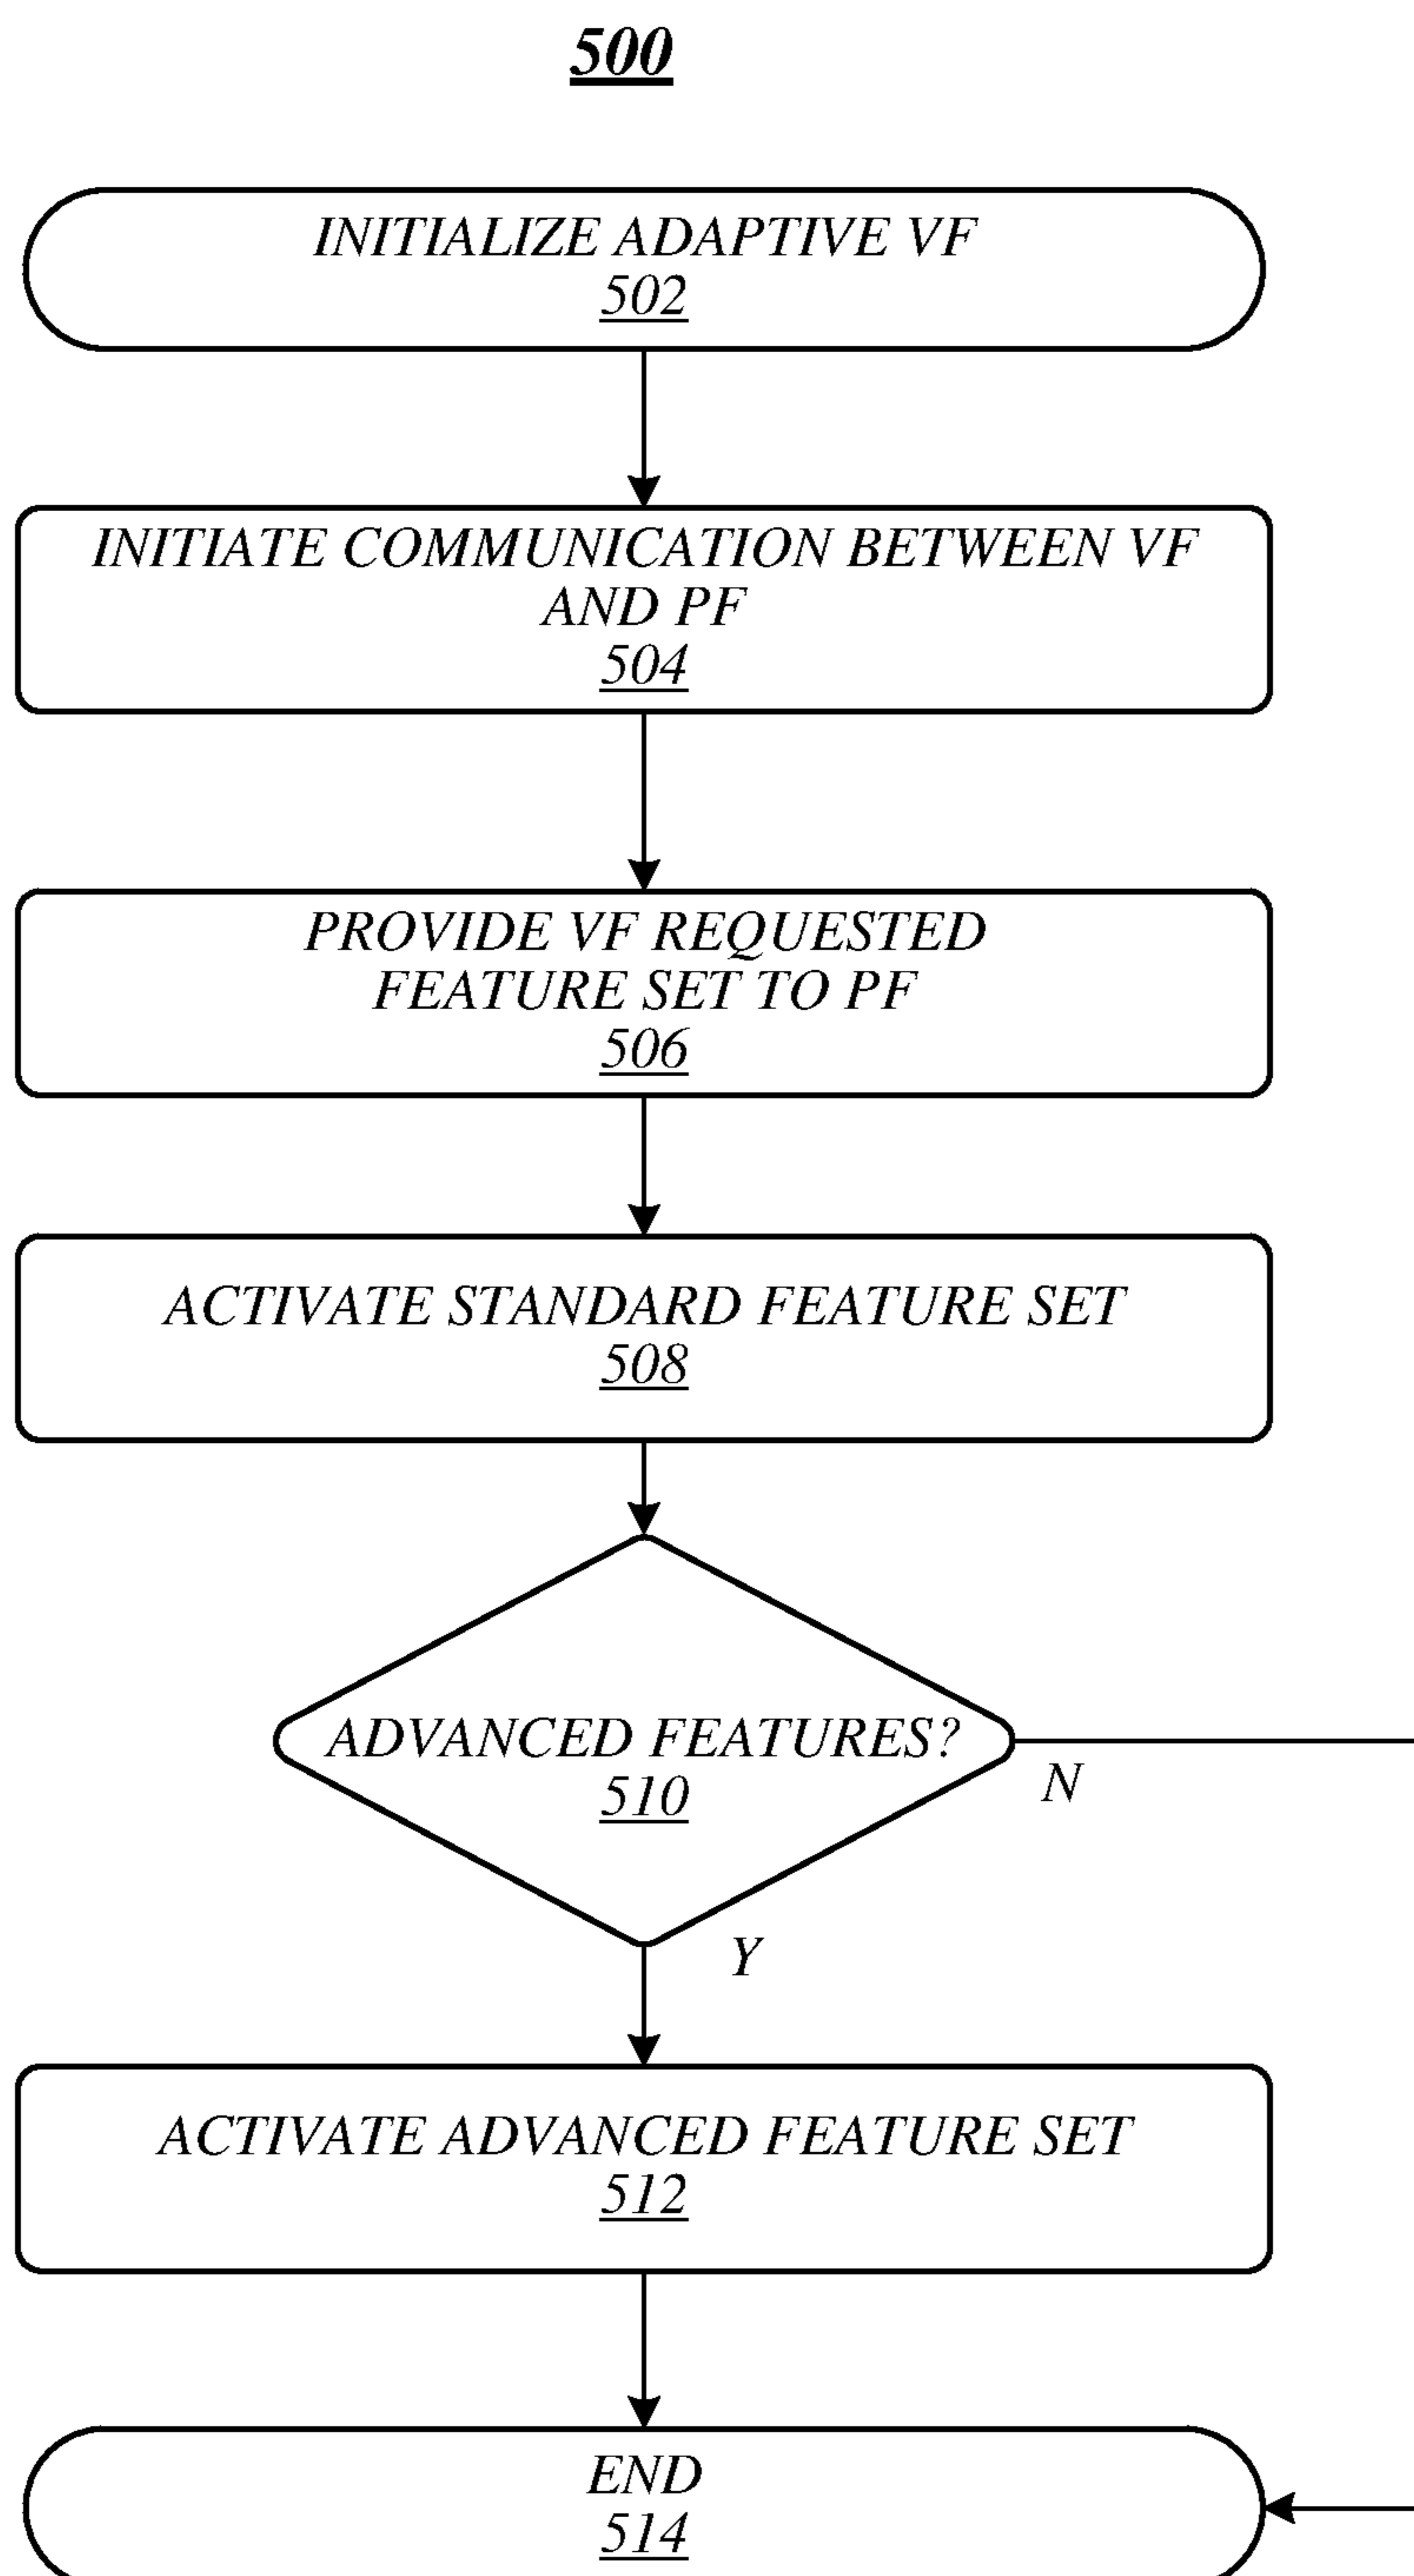 500
INITIALIZE ADAPTIVE VF
502
INITIATE COMMUNICATION BETWEEN VF
AND PF
504
PROVIDE VF REQUESTED
FEATURE SET TO PF
506
ACTIVATE STANDARD FEATURE SET
508
ADVANCED FEATURES?
510
N
Y
ACTIVATE ADVANCED FEATURE SET
512
END
514